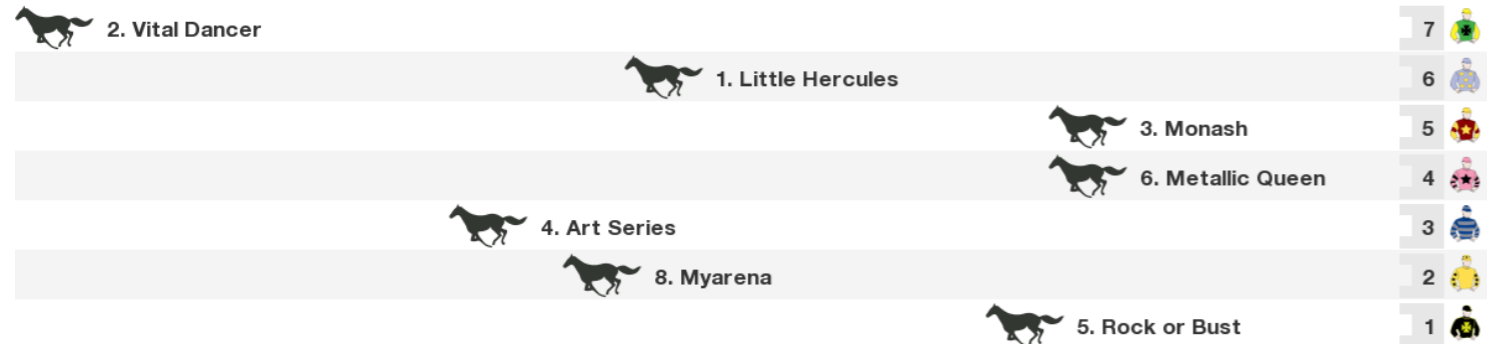 2. Vital Dancer 7
1. Little Hercules 6
3. Monash 5
6. Metallic Queen 4
4. Art Series 3
8. Myarena 2
5. Rock or Bust 1